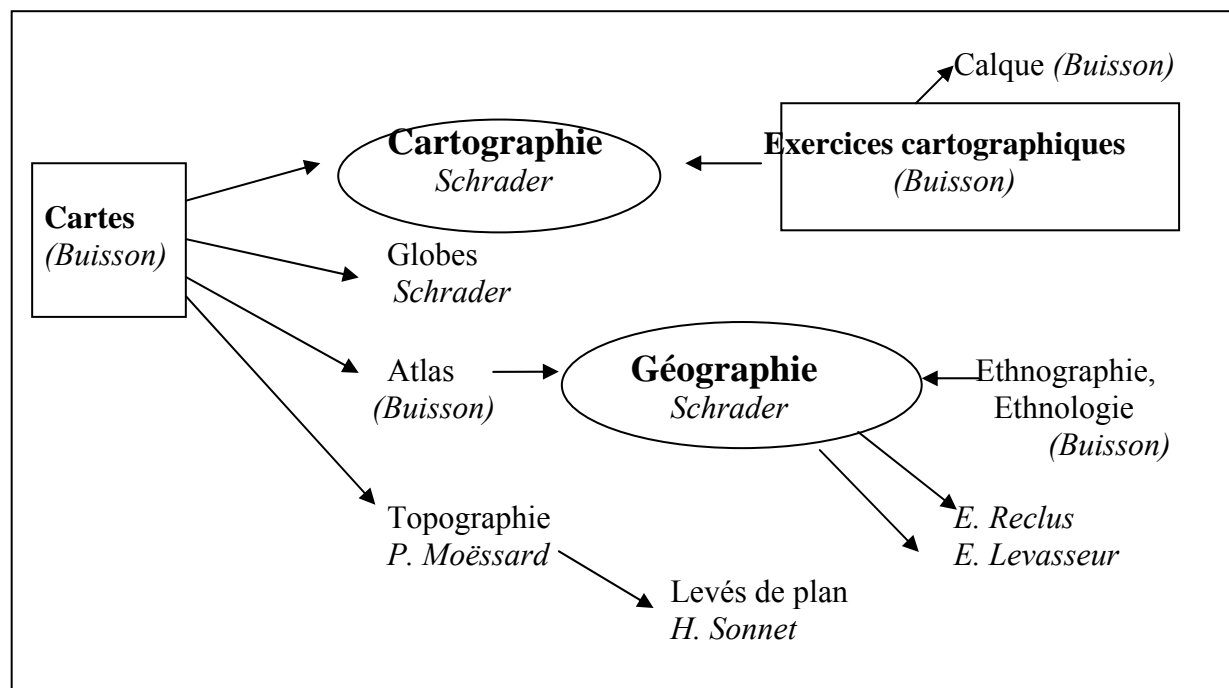 Calque (Buisson)
Cartographie
Schrader
Exercices cartographiques
(Buisson)
Cartes
(Buisson)
Globes
Schrader
Atlas
(Buisson)
Géographie
Schrader
Ethnographie,
Ethnologie
(Buisson)
Topographie
P. Moëssard
E. Reclus
E. Levasseur
Levés de plan
H. Sonnet